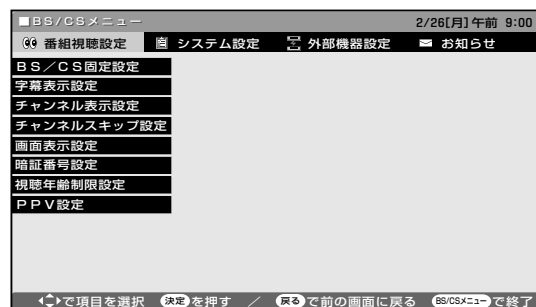 ■BS/CSメニュー 2/26[月]午前 9:00
番組視聴設定 システム設定 外部機器設定 お知らせ
BS/CS固定設定
字幕表示設定
チャンネル表示設定
チャンネルスキップ設定
画面表示設定
暗証番号設定
視聴年齢制限設定
PPV設定
で項目を選択 決定を押す / 戻るで前の画面に戻る BS/CSメニューで終了